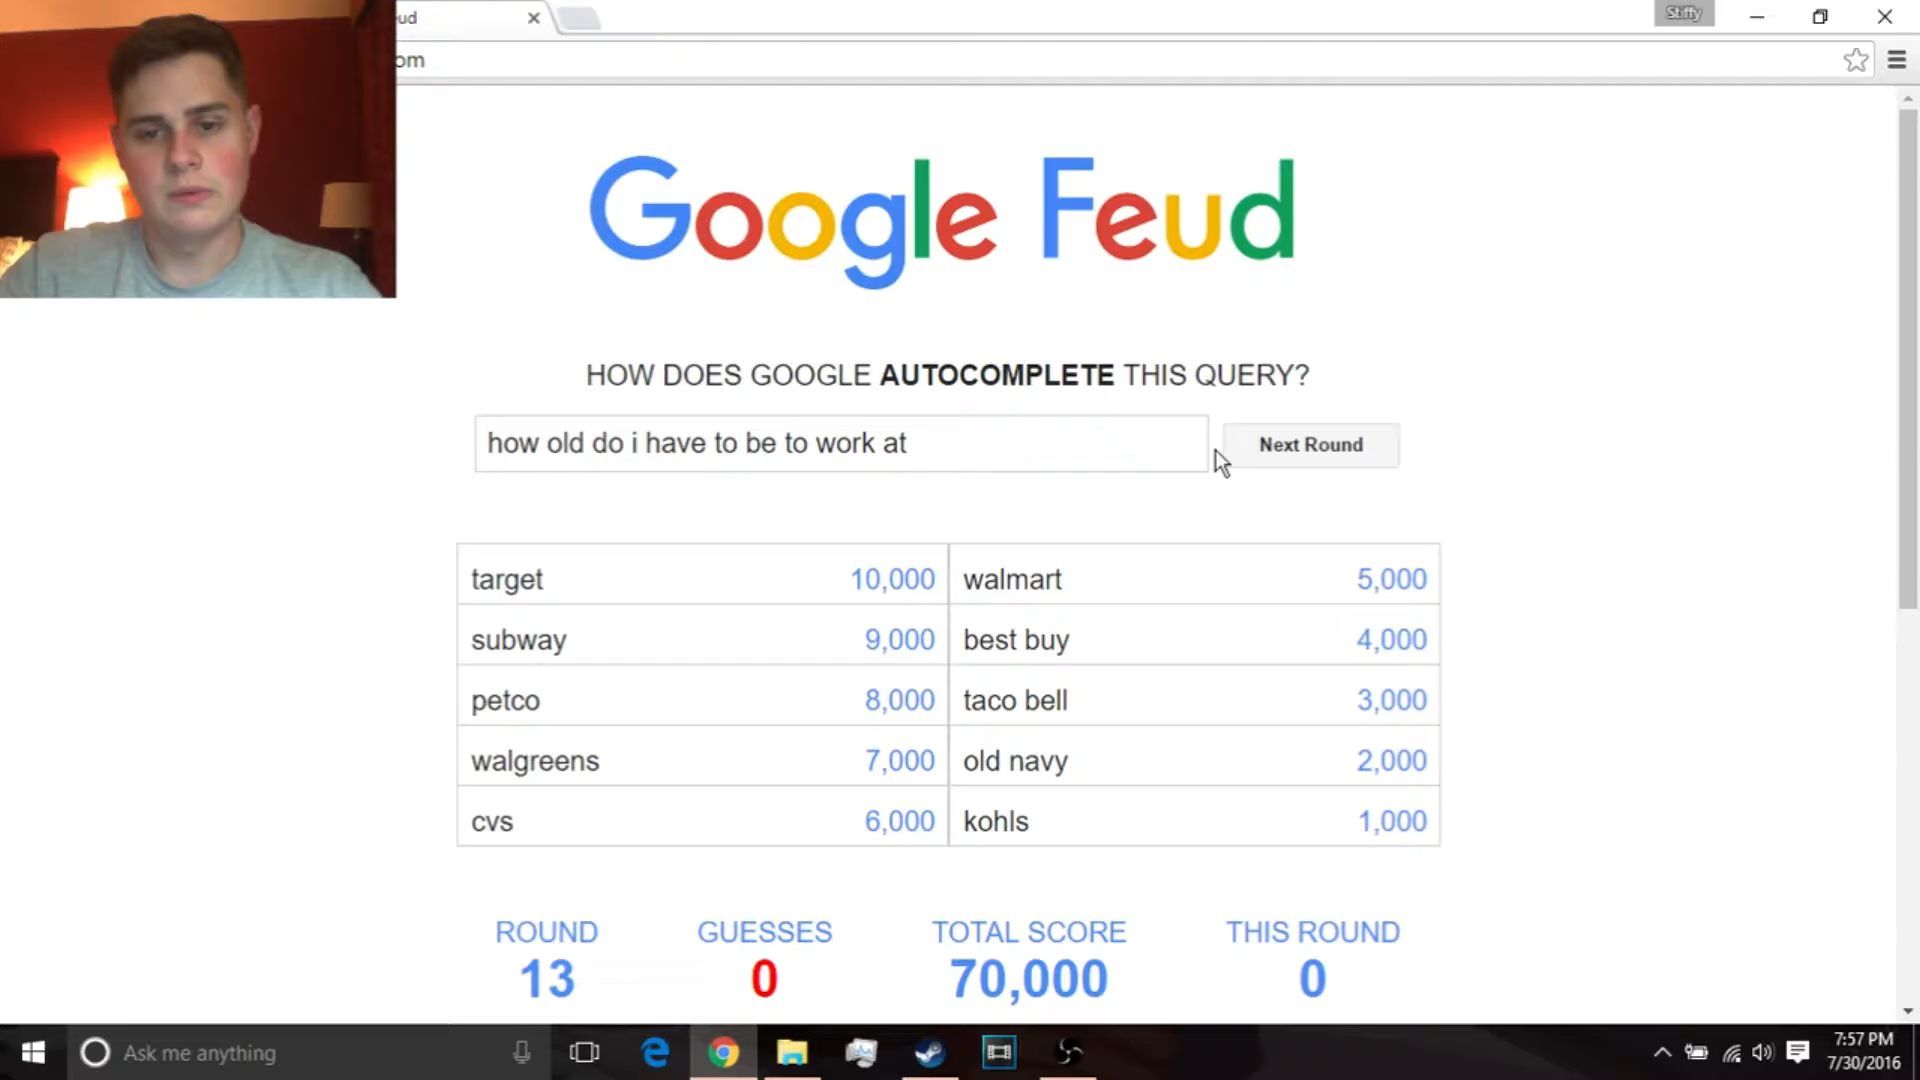 ud
Stiffy
om
Google Feud
HOW DOES GOOGLE AUTOCOMPLETE THIS QUERY?
how old do i have to be to work at
Next Round
target 10,000 walmart 5,000
subway 9,000 best buy 4,000
petco 8,000 taco bell 3,000
walgreens 7,000 old navy 2,000
cvs 6,000 kohls 1,000
ROUND GUESSES TOTAL SCORE THIS ROUND
13 0 70,000 0
Ask me anything
7:57 PM
7/30/2016